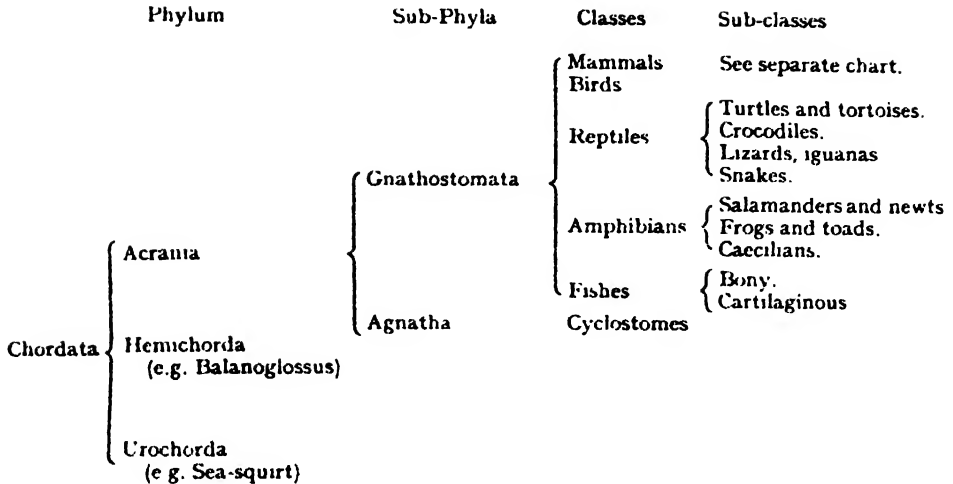 Phylum Sub-Phyla Classes Sub-classes
Mammals See separate chart.
Birds
Reptiles
Turtles and tortoises.
Crocodiles.
Lizards, iguanas
Snakes.
Gnathostomata
Amphibians
Salamanders and newts
Frogs and toads.
Caecilians.
Acrania
Fishes
Bony.
Cartilaginous
Agnatha Cyclostomes
Chordata
Hemichorda
(e.g. Balanoglossus)
Urochorda
(e g. Sea-squirt)